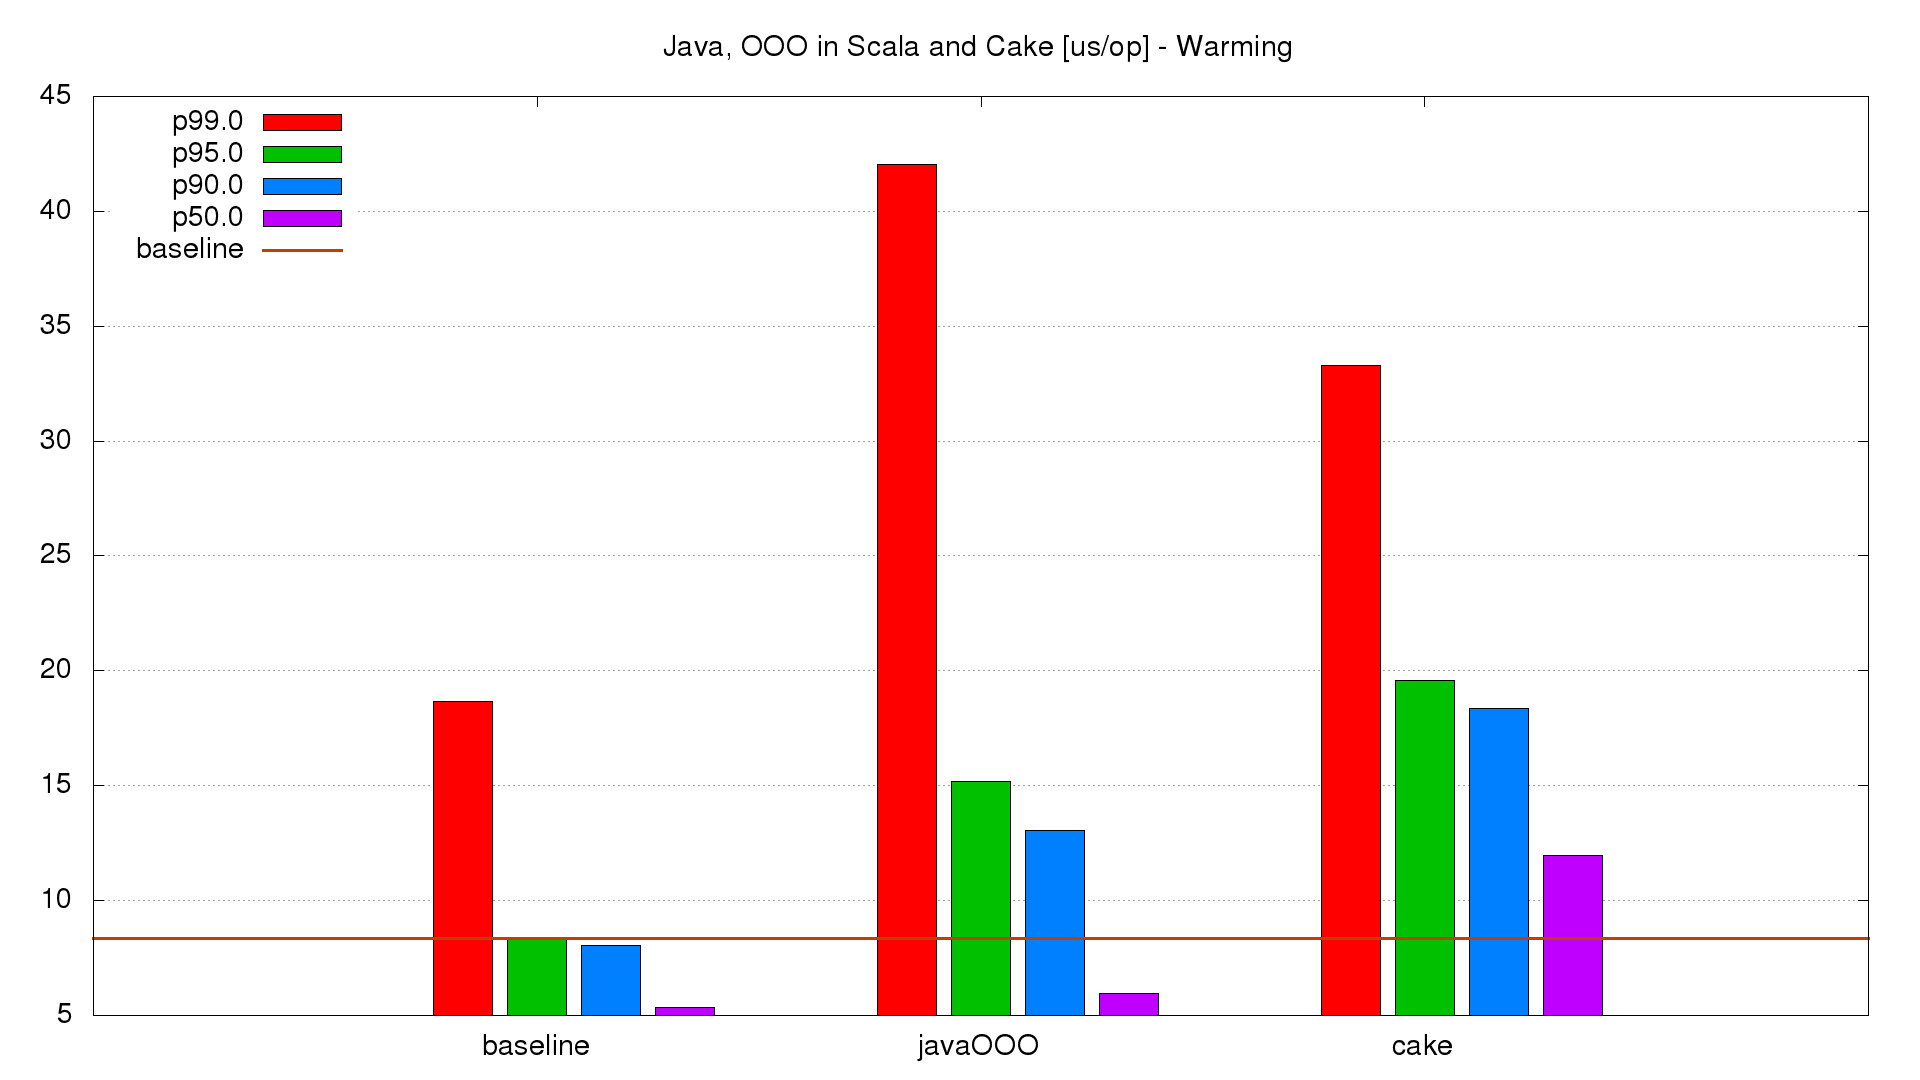 Java, OOO in Scala and Cake [us/op] - Warming
45
40
35
30
25
20
15
10
5
p99.0
p95.0
p90.0
p50.0
baseline
baseline
javaOOO
cake